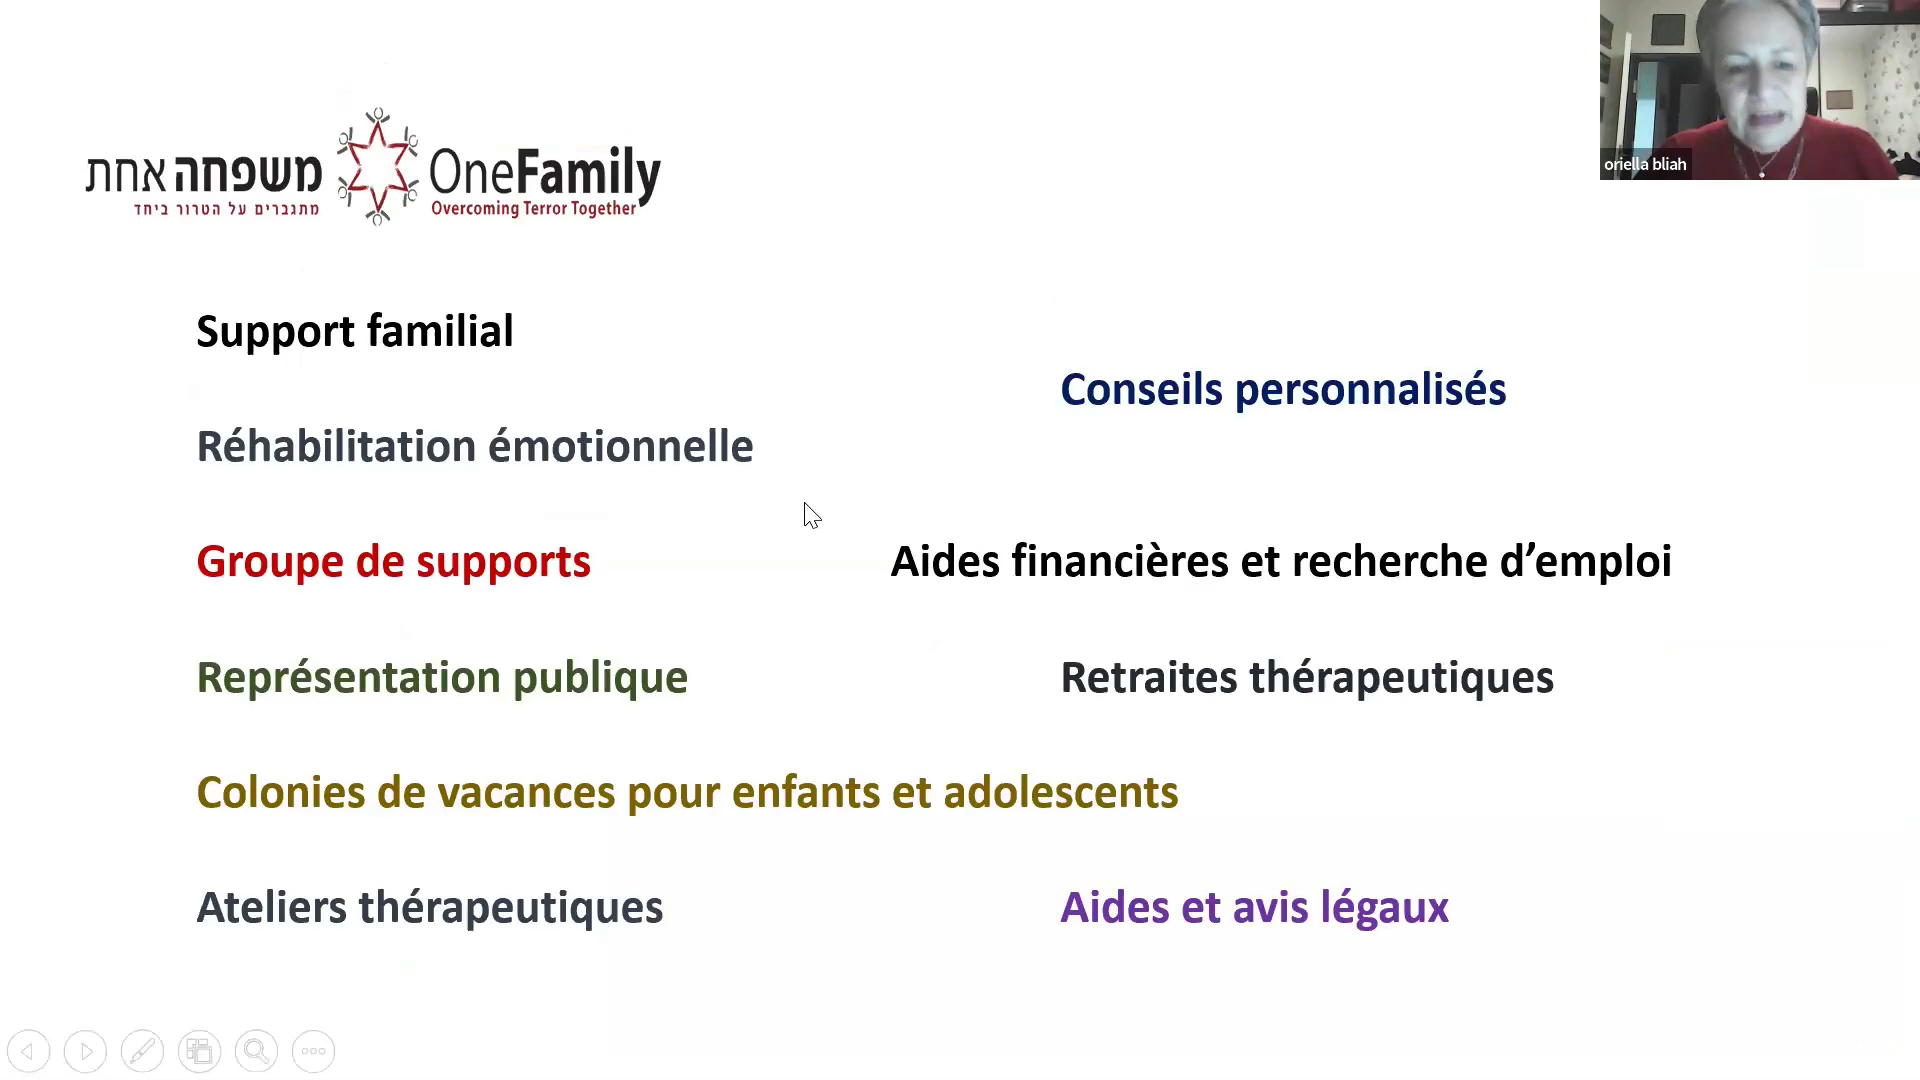 משפחה אחת
מתגברים על הטרור ביחד
OneFamily
Overcoming Terror Together
oriella bliah
Support familial
Conseils personnalisés
Réhabilitation émotionnelle
Groupe de supports
Aides financières et recherche d’emploi
Représentation publique
Retraites thérapeutiques
Colonies de vacances pour enfants et adolescents
Ateliers thérapeutiques
Aides et avis légaux